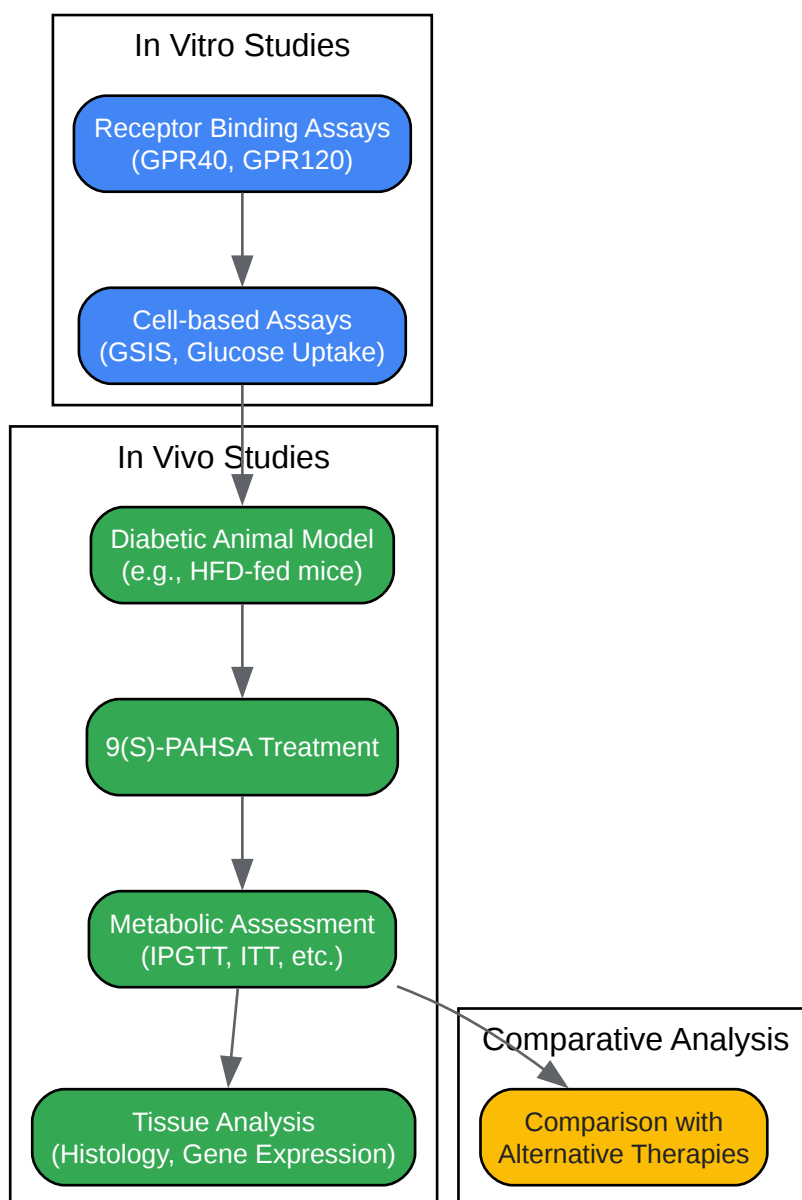 In Vitro Studies
Receptor Binding Assays
(GPR40, GPR120)
Cell-based Assays
(GSIS, Glucose Uptake)
In Vivo Studies
Diabetic Animal Model
(e.g., HFD-fed mice)
9(S)-PAHSA Treatment
Metabolic Assessment
(IPGTT, ITT, etc.)
Tissue Analysis
(Histology, Gene Expression)
Comparative Analysis
Comparison with
Alternative Therapies